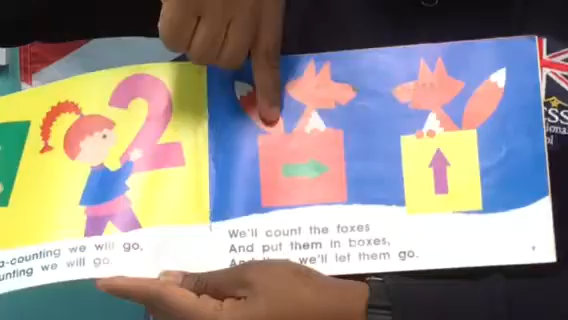 2
a-counting we will go,
unting we will go.
We'll count the foxes
And put them in boxes,
we'll let them go.